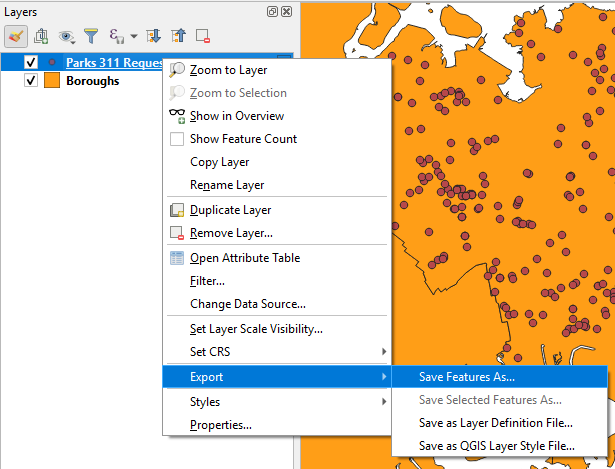 Layers
Parks 311 Reques
Boroughs
Zoom to Layer
Zoom to Selection
Show in Overview
Show Feature Count
Copy Layer
Rename Layer
Duplicate Layer
Remove Layer...
Open Attribute Table
Filter...
Change Data Source...
Set Layer Scale Visibility...
Set CRS
Export
Styles
Properties...
Save Features As...
Save Selected Features As...
Save as Layer Definition File...
Save as QGIS Layer Style File...